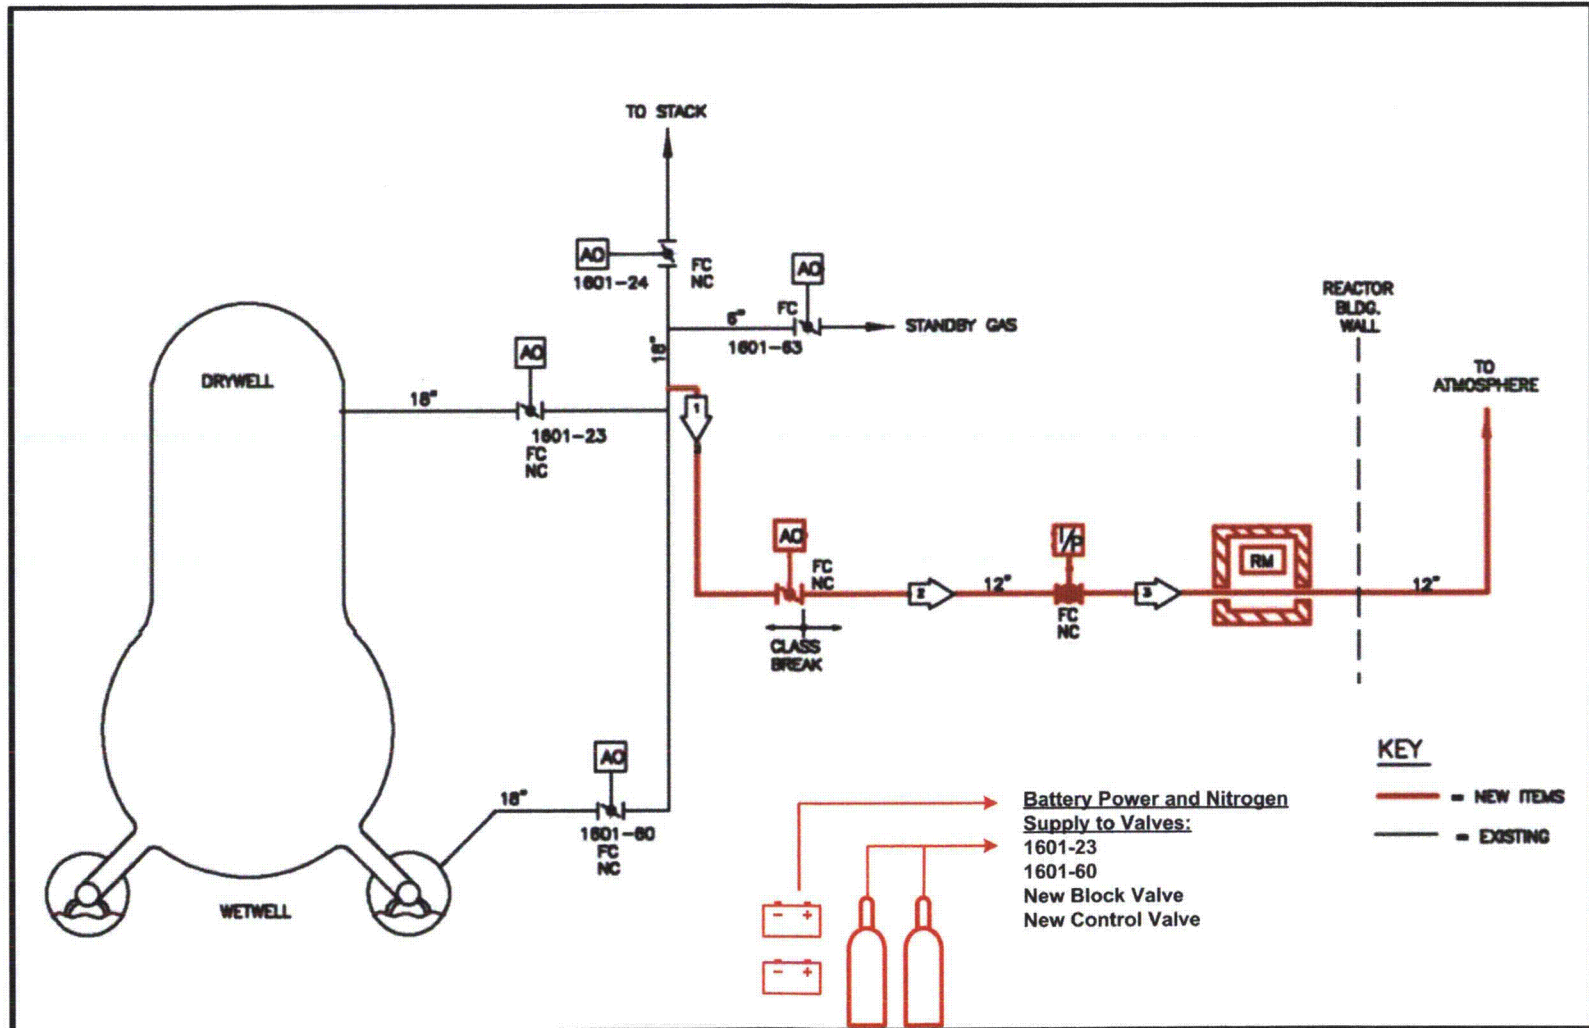 TO STACK
AO
1601-24
FC
NC
AO
FC
6"
1601-63
STANDBY GAS
18"
REACTOR
BLDG.
WALL
TO
ATMOSPHERE
DRYWELL
18"
AO
1601-23
FC
NC
1
AO
FC
NC
CLASS
BREAK
2
12"
I/P
FC
NC
3
RM
12"
18"
AO
1601-60
FC
NC
WETWELL
Battery Power and Nitrogen
Supply to Valves:
1601-23
1601-60
New Block Valve
New Control Valve
- +
- +
KEY
= NEW ITEMS
= EXISTING